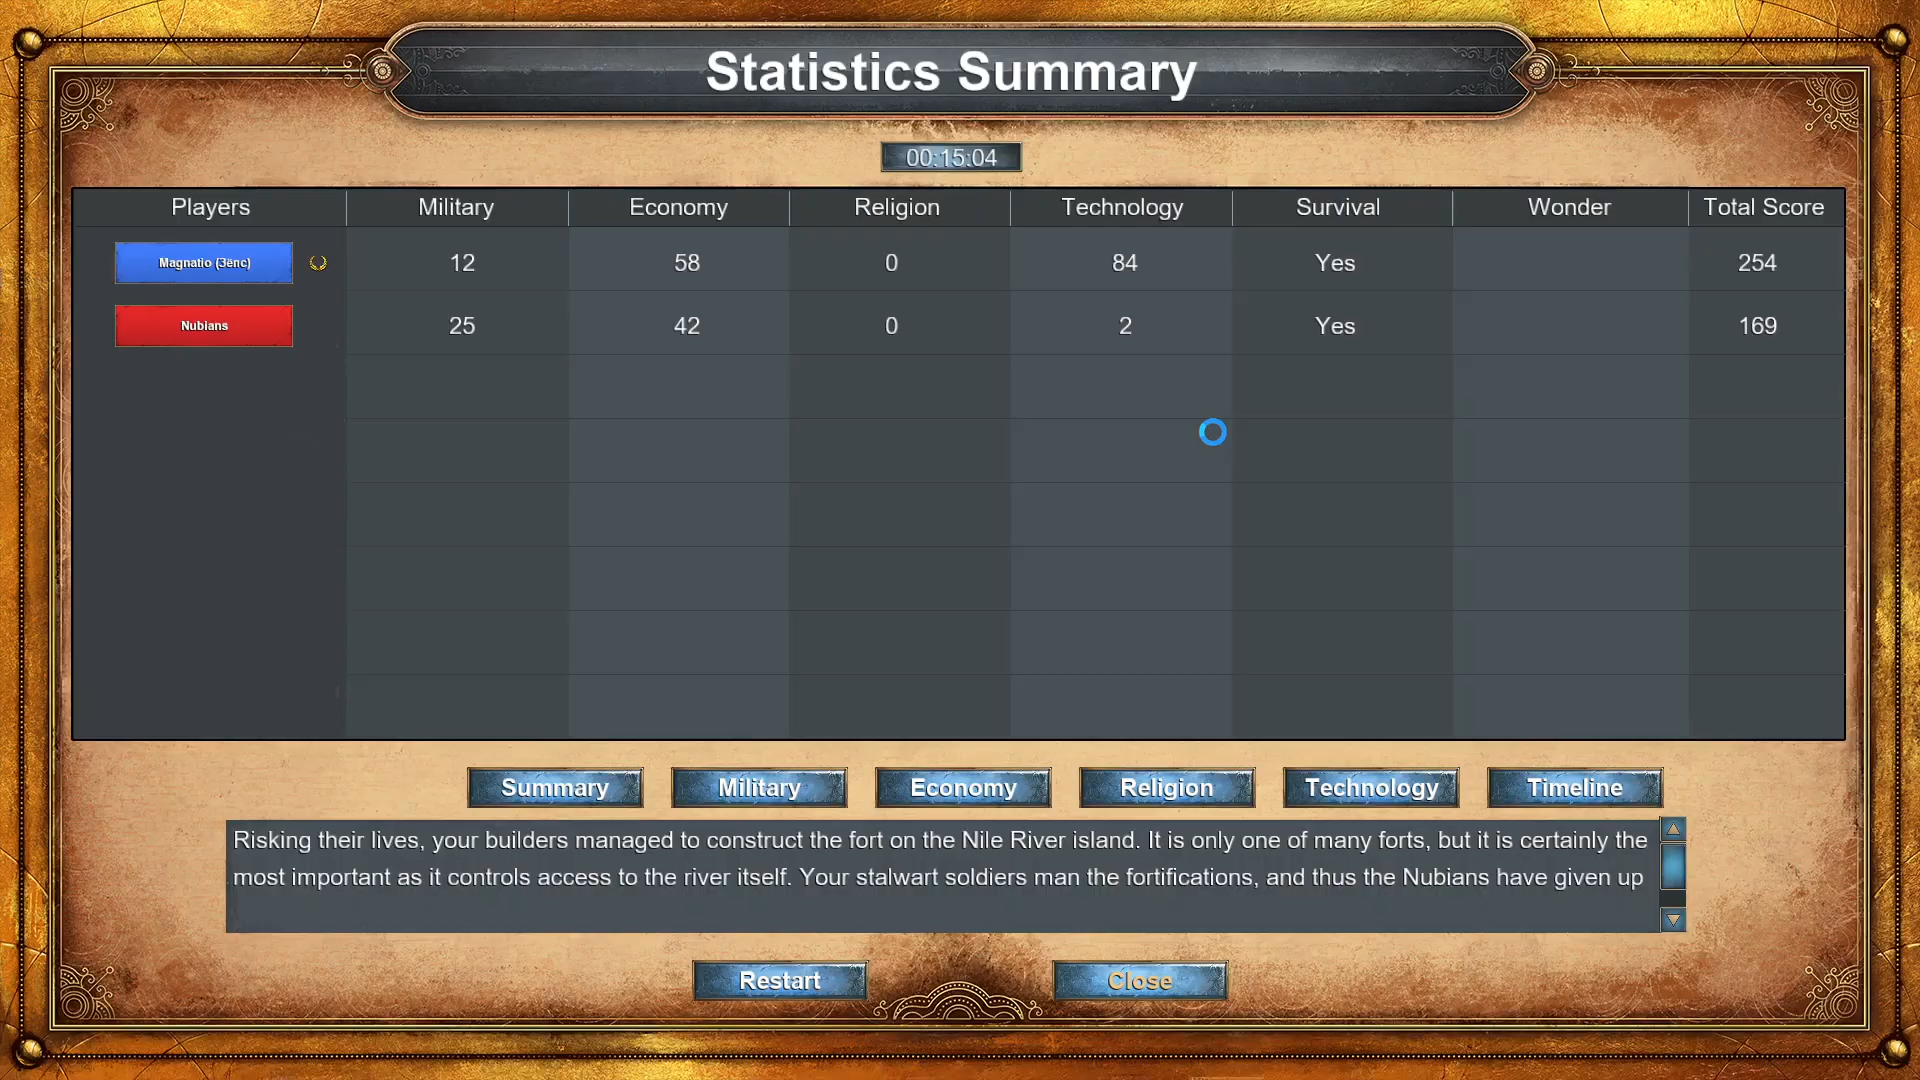 Statistics Summary
00:15:04
Players Military Economy Religion Technology Survival Wonder Total Score
Magnatio (Зёпс) 12 58 0 84 Yes 254
Nubians 25 42 0 2 Yes 169
Summary Military Economy Religion Technology Timeline
Risking their lives, your builders managed to construct the fort on the Nile River island. It is only one of many forts, but it is certainly the
most important as it controls access to the river itself. Your stalwart soldiers man the fortifications, and thus the Nubians have given up
Restart Close